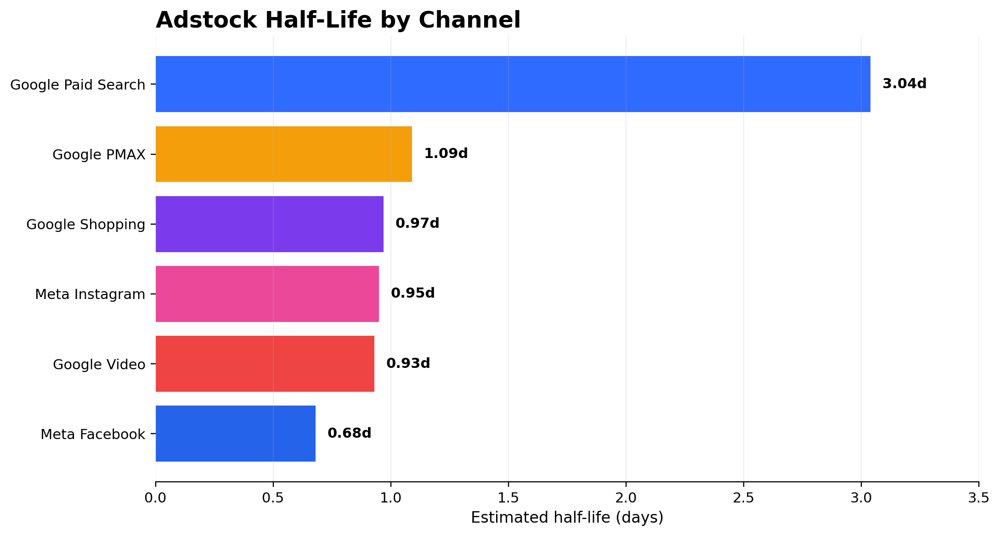 Adstock Half-Life by Channel
Google Paid Search
3.04d
Google PMAX
1.09d
Google Shopping
0.97d
Meta Instagram
0.95d
Google Video
0.93d
Meta Facebook
0.68d
0.0 0.5 1.0 1.5 2.0 2.5 3.0 3.5
Estimated half-life (days)